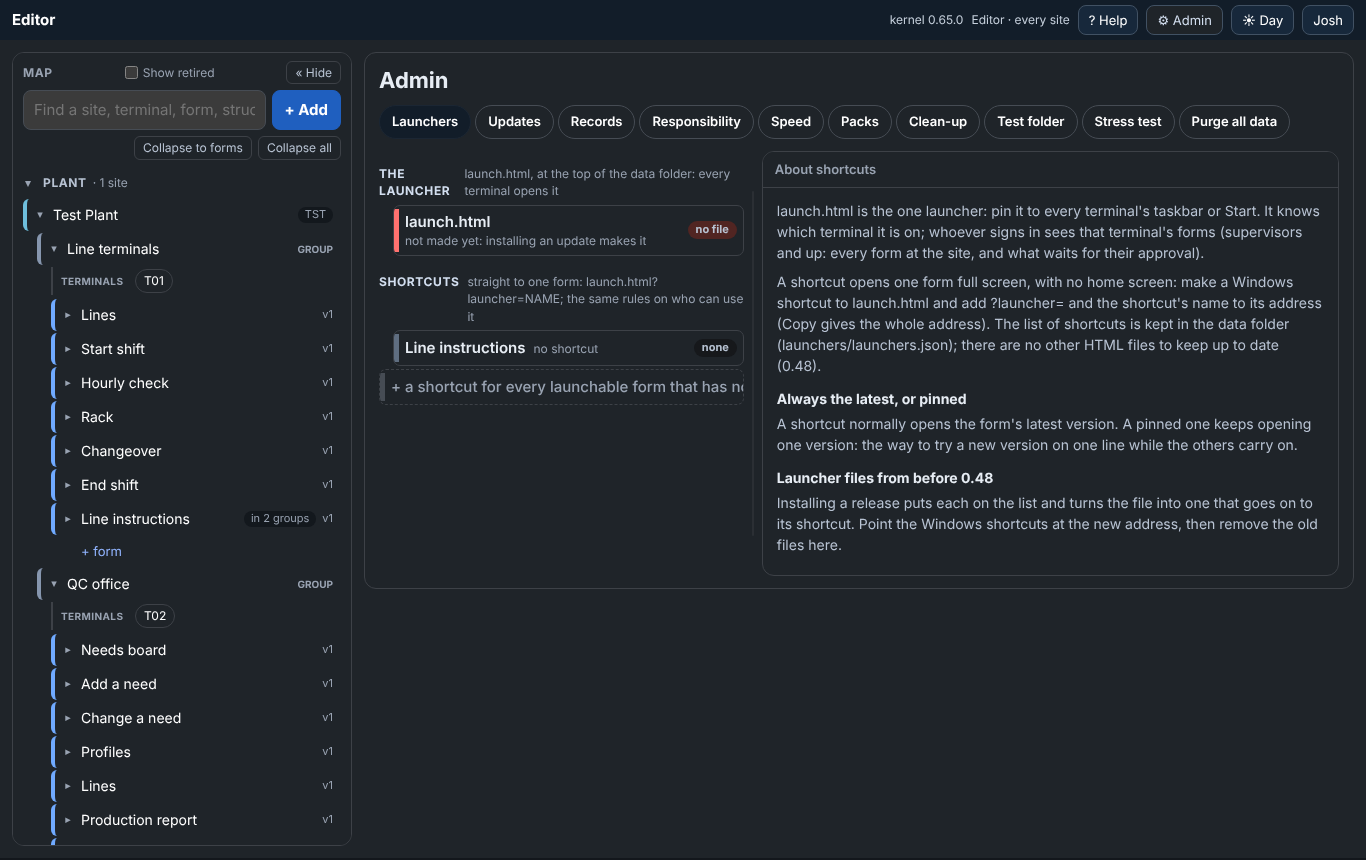 Editor
kernel 0.65.0 Editor · every site ? Help ⚙ Admin ☀ Day Josh
MAP Show retired « Hide
Find a site, terminal, form, struc + Add
Collapse to forms Collapse all
▾ PLANT · 1 site
▾ Test Plant TST
▾ Line terminals GROUP
TERMINALS T01
▸ Lines v1
▸ Start shift v1
▸ Hourly check v1
▸ Rack v1
▸ Changeover v1
▸ End shift v1
▸ Line instructions in 2 groups v1
+ form
▾ QC office GROUP
TERMINALS T02
▸ Needs board v1
▸ Add a need v1
▸ Change a need v1
▸ Profiles v1
▸ Lines v1
▸ Production report v1
Admin
Launchers Updates Records Responsibility Speed Packs Clean-up Test folder Stress test Purge all data
THE LAUNCHER
launch.html, at the top of the data folder: every
terminal opens it
launch.html
not made yet: installing an update makes it
no file
SHORTCUTS
straight to one form: launch.html?
launcher=NAME; the same rules on who can use
it
Line instructions no shortcut none
+ a shortcut for every launchable form that has no
About shortcuts
launch.html is the one launcher: pin it to every terminal's taskbar or Start. It knows
which terminal it is on; whoever signs in sees that terminal's forms (supervisors
and up: every form at the site, and what waits for their approval).
A shortcut opens one form full screen, with no home screen: make a Windows
shortcut to launch.html and add ?launcher= and the shortcut's name to its address
(Copy gives the whole address). The list of shortcuts is kept in the data folder
(launchers/launchers.json); there are no other HTML files to keep up to date
(0.48).
Always the latest, or pinned
A shortcut normally opens the form's latest version. A pinned one keeps opening
one version: the way to try a new version on one line while the others carry on.
Launcher files from before 0.48
Installing a release puts each on the list and turns the file into one that goes on to
its shortcut. Point the Windows shortcuts at the new address, then remove the old
files here.